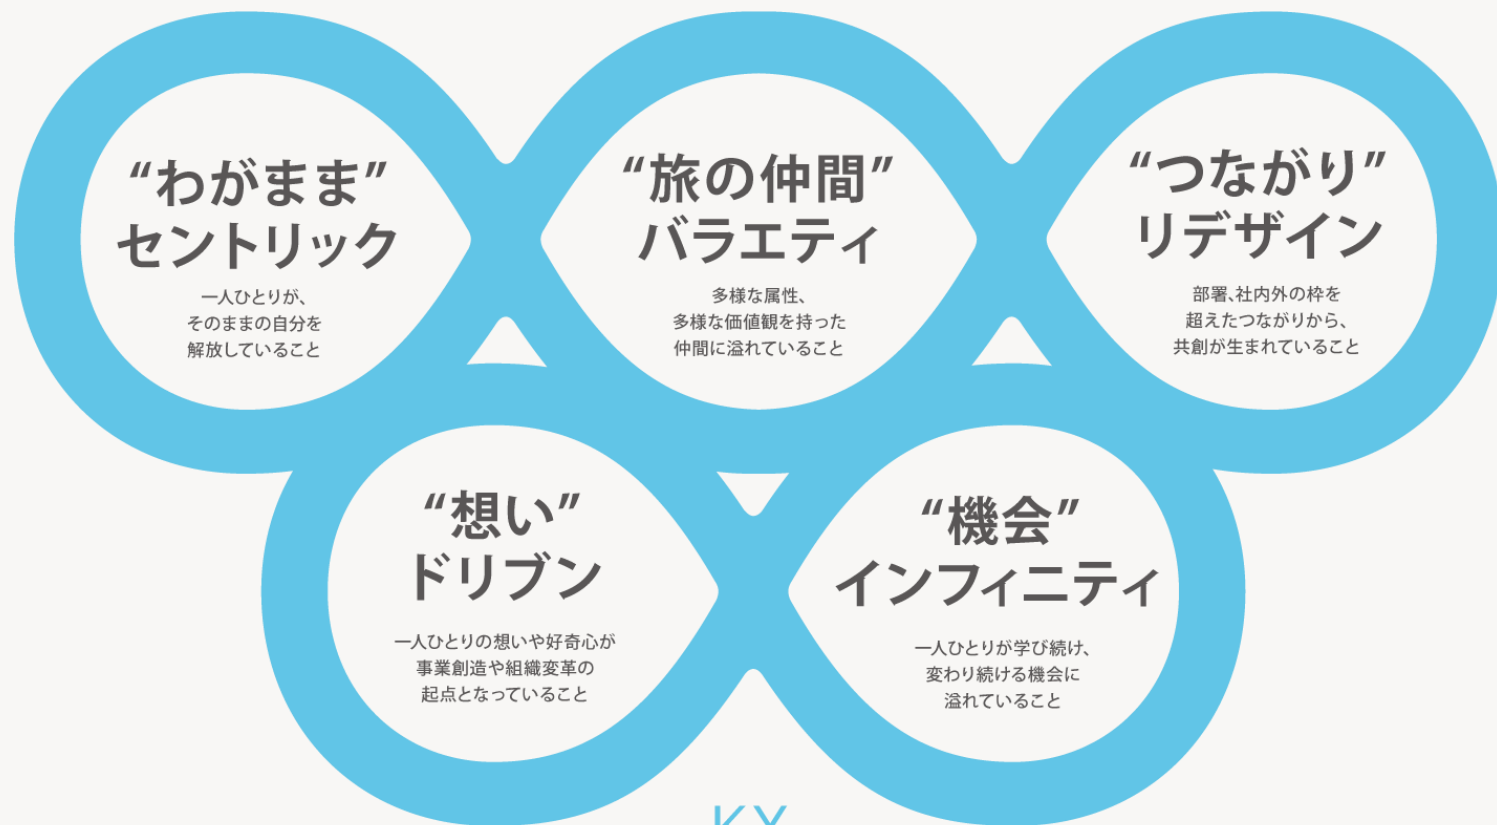 “わがまま”
セントリック
一人ひとりが、
そのままの自分を
解放していること
“旅の仲間”
バラエティ
多様な属性、
多様な価値観を持った
仲間に溢れていること
“つながり”
リデザイン
部署、社内外の枠を
超えたつながりから、
共創が生まれていること
“想い”
ドリブン
一人ひとりの想いや好奇心が
事業創造や組織変革の
起点となっていること
“機会”
インフィニティ
一人ひとりが学び続け、
変わり続ける機会に
溢れていること